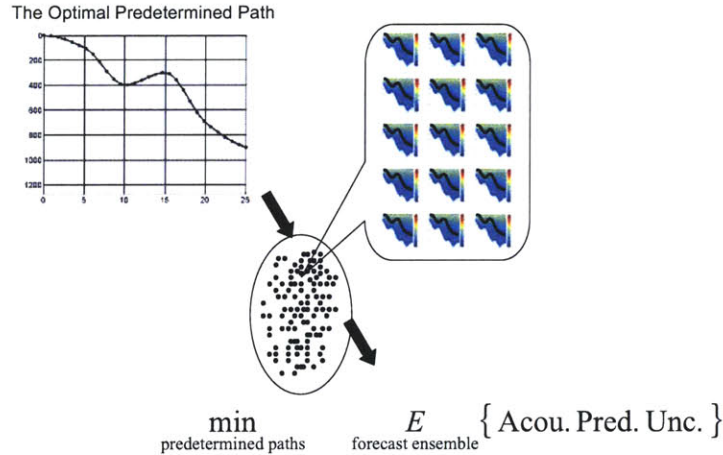 The Optimal Predetermined Path
0
200
400
600
800
1000
1200
0 5 10 15 20 25
min E { Acou. Pred. Unc. }
predetermined paths forecast ensemble